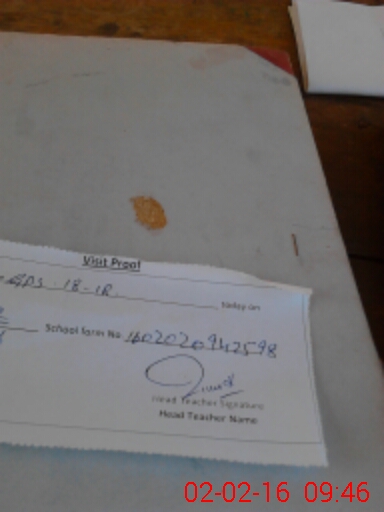 Visit Proof
GPS 18-1R today on
School form No 1602020942598
Head Teacher Signature
Head Teacher Name
02-02-16 09:46